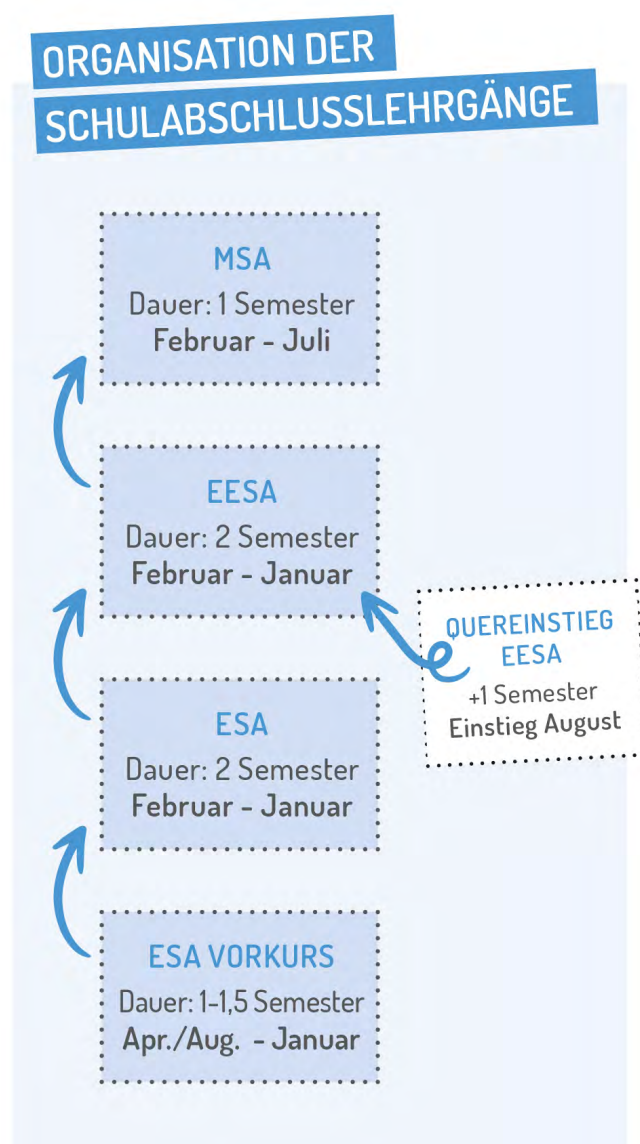 ORGANISATION DER
SCHULABSCHLUSSLEHRGÄNGE
MSA
Dauer: 1 Semester
Februar - Juli
EESA
Dauer: 2 Semester
Februar - Januar
QUEREINSTIEG
EESA
+1 Semester
Einstieg August
ESA
Dauer: 2 Semester
Februar - Januar
ESA VORKURS
Dauer: 1-1,5 Semester
Apr./Aug. - Januar